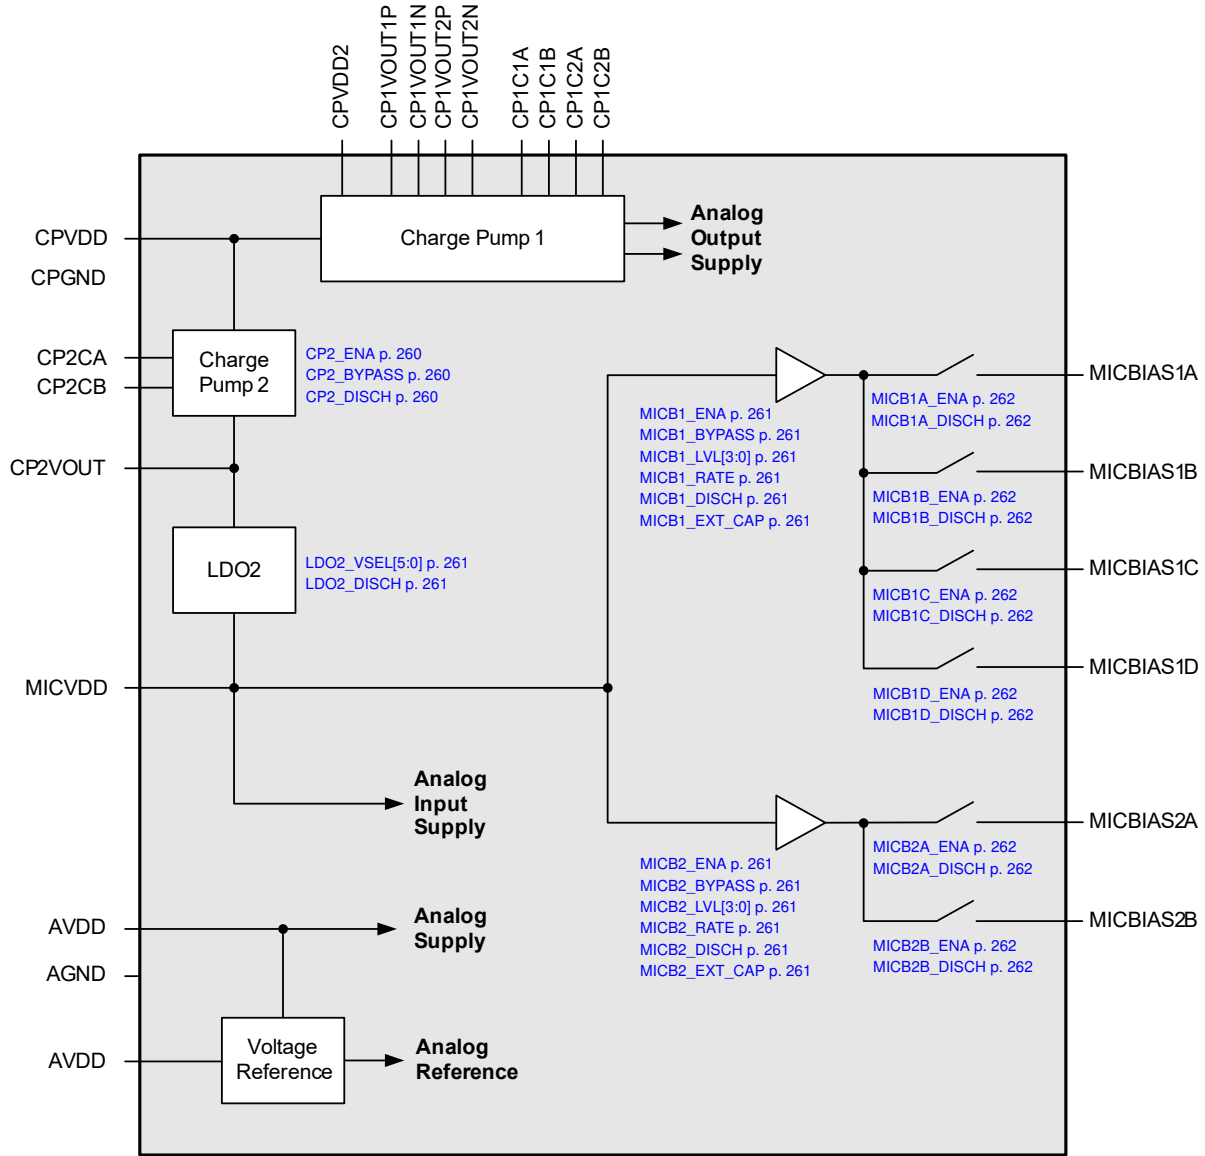 CPVDD2
CP1VOUT1P
CP1VOUT1N
CP1VOUT2P
CP1VOUT2N
CP1C1A
CP1C1B
CP1C2A
CP1C2B
CPVDD
CPGND
Charge Pump 1
Analog
Output
Supply
CP2CA
CP2CB
Charge
Pump 2
CP2_ENA p. 260
CP2_BYPASS p. 260
CP2_DISCH p. 260
CP2VOUT
LDO2
LDO2_VSEL[5:0] p. 261
LDO2_DISCH p. 261
MICVDD
Analog
Input
Supply
MICB1_ENA p. 261
MICB1_BYPASS p. 261
MICB1_LVL[3:0] p. 261
MICB1_RATE p. 261
MICB1_DISCH p. 261
MICB1_EXT_CAP p. 261
MICBIAS1A
MICB1A_ENA p. 262
MICB1A_DISCH p. 262
MICBIAS1B
MICB1B_ENA p. 262
MICB1B_DISCH p. 262
MICBIAS1C
MICB1C_ENA p. 262
MICB1C_DISCH p. 262
MICBIAS1D
MICB1D_ENA p. 262
MICB1D_DISCH p. 262
MICB2_ENA p. 261
MICB2_BYPASS p. 261
MICB2_LVL[3:0] p. 261
MICB2_RATE p. 261
MICB2_DISCH p. 261
MICB2_EXT_CAP p. 261
MICBIAS2A
MICB2A_ENA p. 262
MICB2A_DISCH p. 262
MICBIAS2B
MICB2B_ENA p. 262
MICB2B_DISCH p. 262
AVDD
AGND
Analog
Supply
AVDD
Voltage
Reference
Analog
Reference